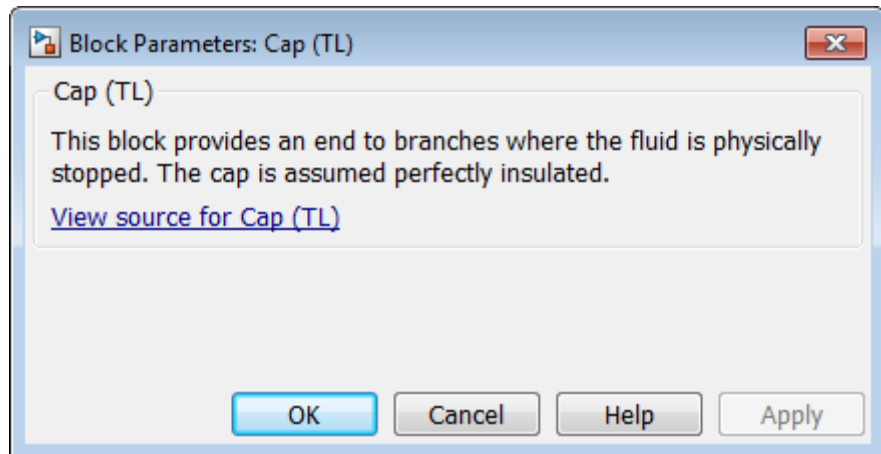 Block Parameters: Cap (TL)
Cap (TL)
This block provides an end to branches where the fluid is physically
stopped. The cap is assumed perfectly insulated.
View source for Cap (TL)
OK Cancel Help Apply